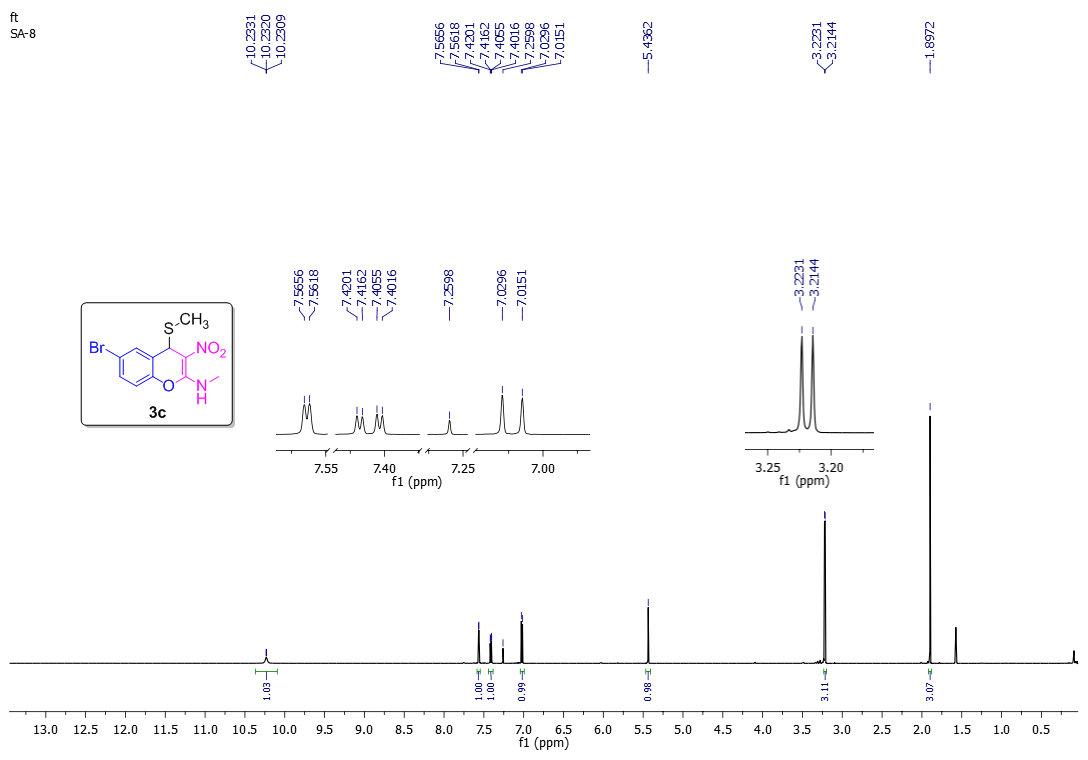 ft
SA-8
10.2331
10.2320
10.2309
7.5656
7.5618
7.4201
7.4162
7.4055
7.4016
7.2598
7.0296
7.0151
5.4362
3.2231
3.2144
1.8972
7.5656
7.5618
7.4201
7.4162
7.4055
7.4016
7.2598
7.0296
7.0151
3.2231
3.2144
S
CH3
Br
NO2
O
N
H
3c
7.55 7.40 7.25 7.00
f1 (ppm)
3.25 3.20
f1 (ppm)
1.03
1.00
1.00
0.99
0.98
3.11
3.07
13.0 12.5 12.0 11.5 11.0 10.5 10.0 9.5 9.0 8.5 8.0 7.5 7.0 6.5 6.0 5.5 5.0 4.5 4.0 3.5 3.0 2.5 2.0 1.5 1.0 0.5
f1 (ppm)